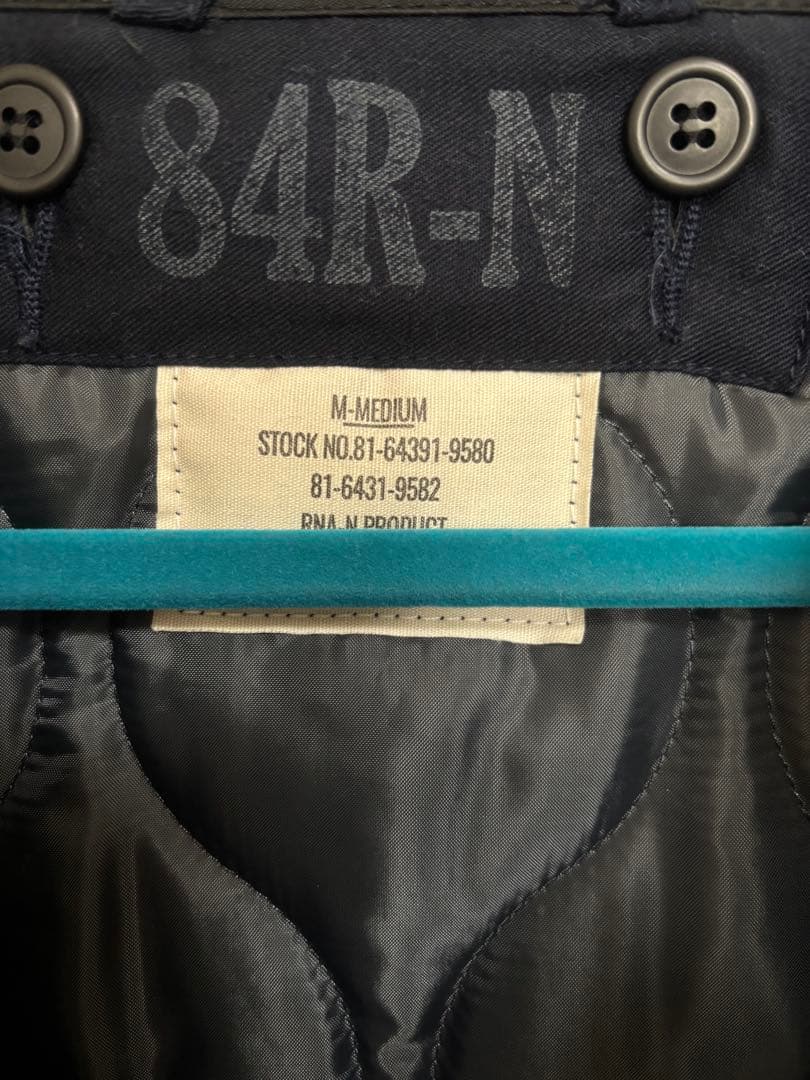 84R-N
M-MEDIUM
STOCK NO.81-64391-9580
81-6431-9582
RNA-N PRODUCT